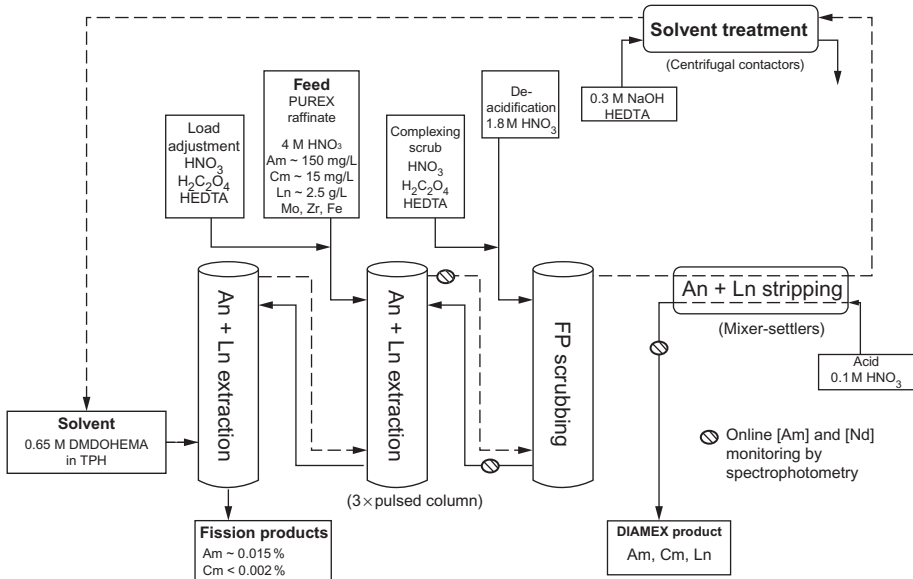 Solvent treatment
(Centrifugal contactors)
0.3 M NaOH
HEDTA
De-
acidification
1.8 M HNO₃
Feed
PUREX
raffinate
4 M HNO₃
Am ~ 150 mg/L
Cm ~ 15 mg/L
Ln ~ 2.5 g/L
Mo, Zr, Fe
Load
adjustment
HNO₃
H₂C₂O₄
HEDTA
Complexing
scrub
HNO₃
H₂C₂O₄
HEDTA
An + Ln extraction
An + Ln extraction
FP scrubbing
An + Ln stripping
(Mixer-settlers)
Acid
0.1 M HNO₃
Solvent
0.65 M DMDOHEMA
in TPH
(3 × pulsed column)
Online [Am] and [Nd]
monitoring by
spectrophotometry
Fission products
Am ~ 0.015 %
Cm < 0.002 %
DIAMEX product
Am, Cm, Ln